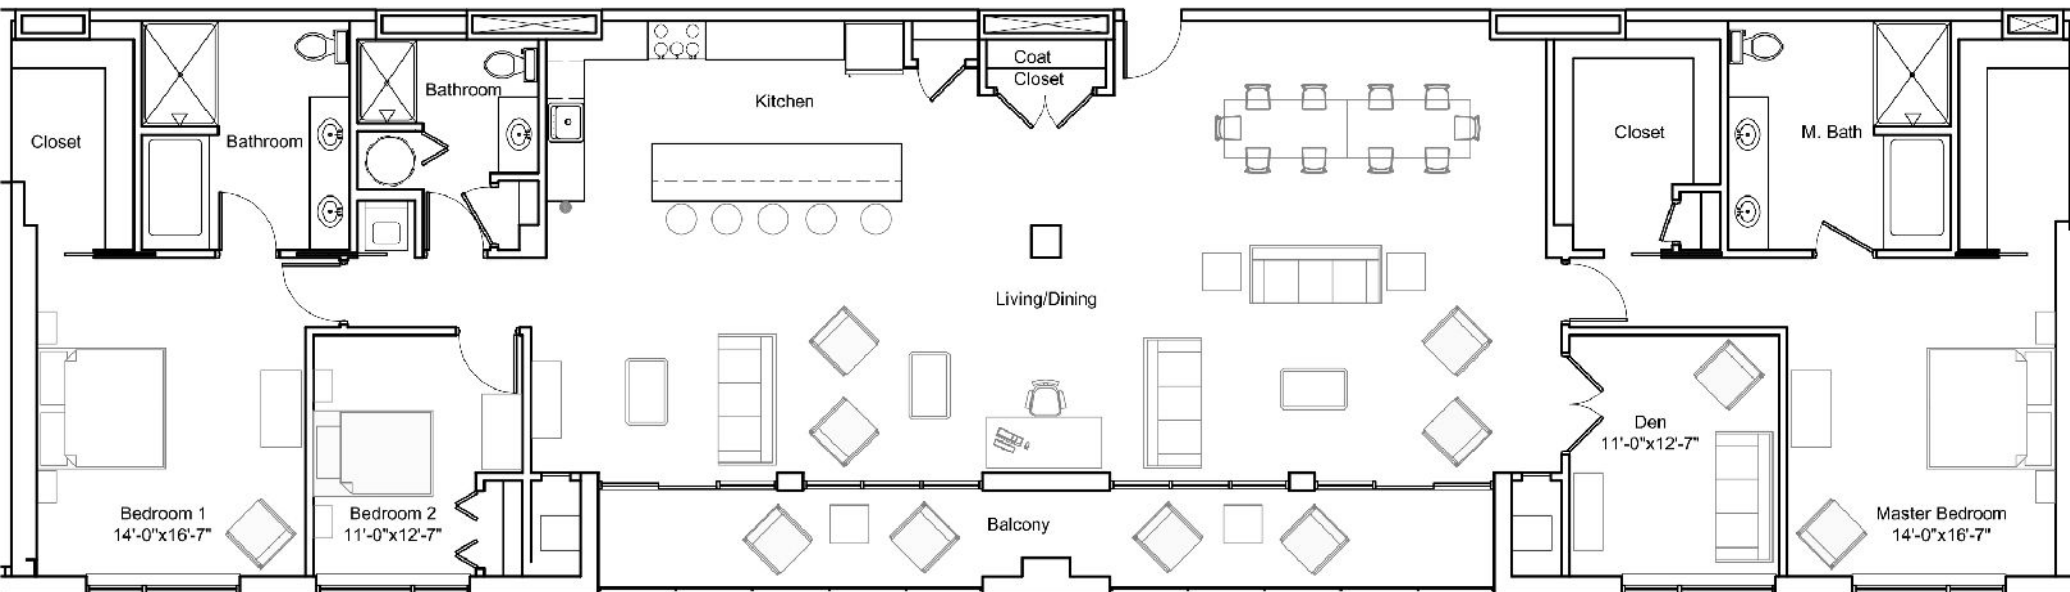 Coat
Closet
Bathroom
Kitchen
Closet
Bathroom
Closet
M. Bath
Living/Dining
Den
11'-0"x12'-7"
Bedroom 1
14'-0"x16'-7"
Bedroom 2
11'-0"x12'-7"
Balcony
Master Bedroom
14'-0"x16'-7"